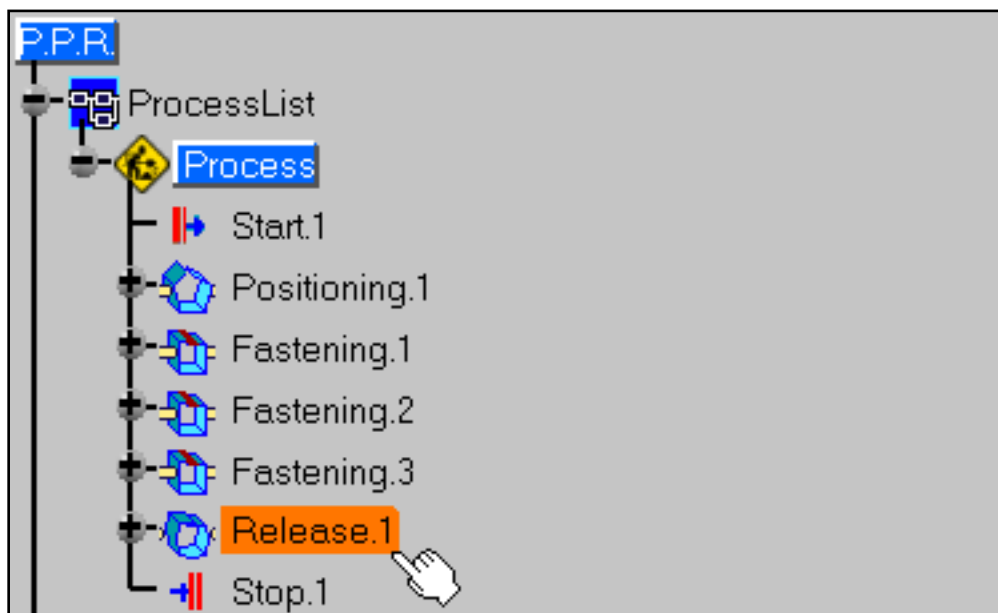 P.P.R.
ProcessList
Process
Start.1
Positioning.1
Fastening.1
Fastening.2
Fastening.3
Release.1
Stop.1